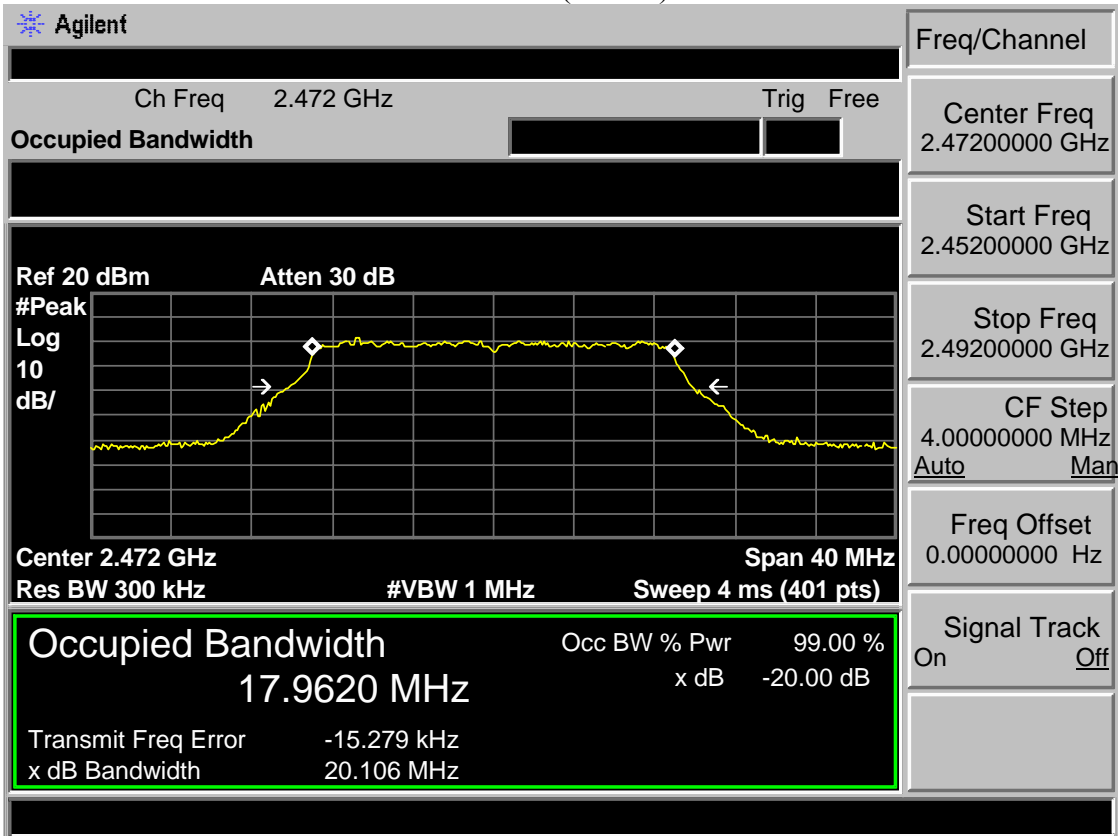 Agilent
Freq/Channel
Ch Freq 2.472 GHz Trig Free
Occupied Bandwidth
Center Freq
2.47200000 GHz
Start Freq
2.45200000 GHz
Stop Freq
2.49200000 GHz
CF Step
4.00000000 MHz
Auto Man
Freq Offset
0.00000000 Hz
Signal Track
On Off
Ref 20 dBm Atten 30 dB
#Peak
Log
10
dB/
Center 2.472 GHz Span 40 MHz
Res BW 300 kHz #VBW 1 MHz Sweep 4 ms (401 pts)
Occupied Bandwidth Occ BW % Pwr 99.00 %
17.9620 MHz x dB -20.00 dB
Transmit Freq Error -15.279 kHz
x dB Bandwidth 20.106 MHz